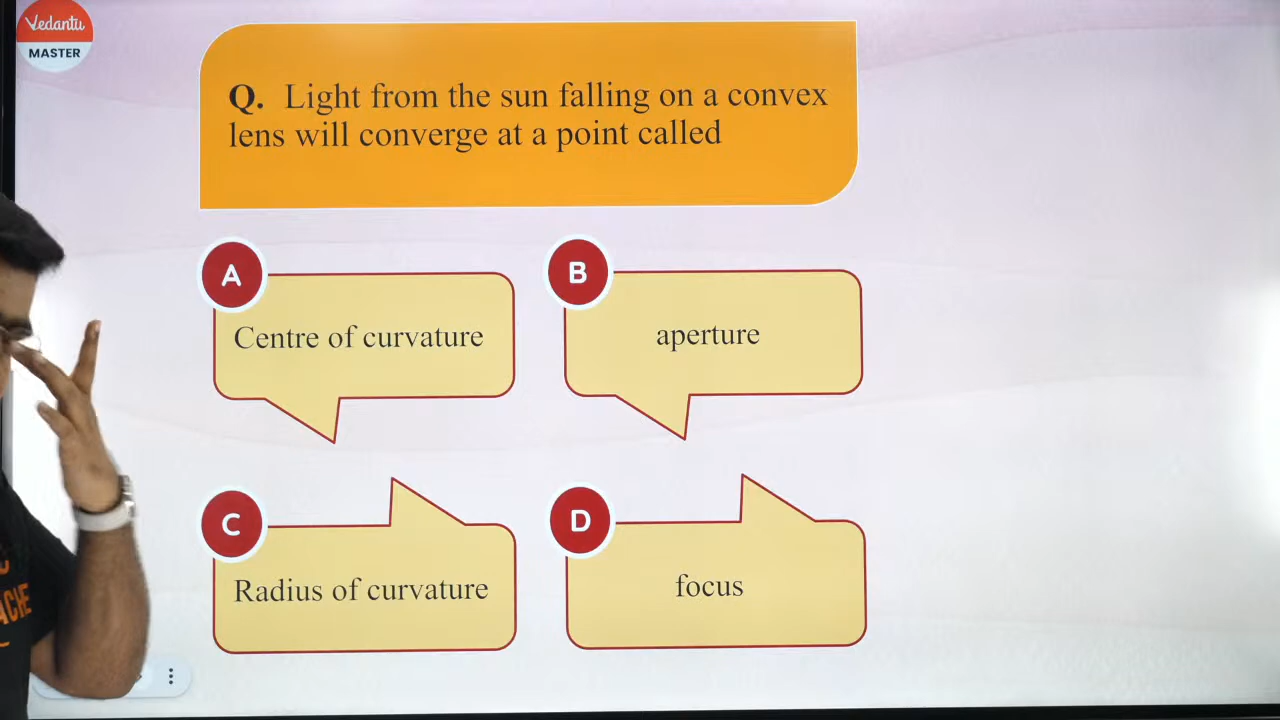 Vedantu
MASTER
Q. Light from the sun falling on a convex
lens will converge at a point called
A
Centre of curvature
B
aperture
C
Radius of curvature
D
focus